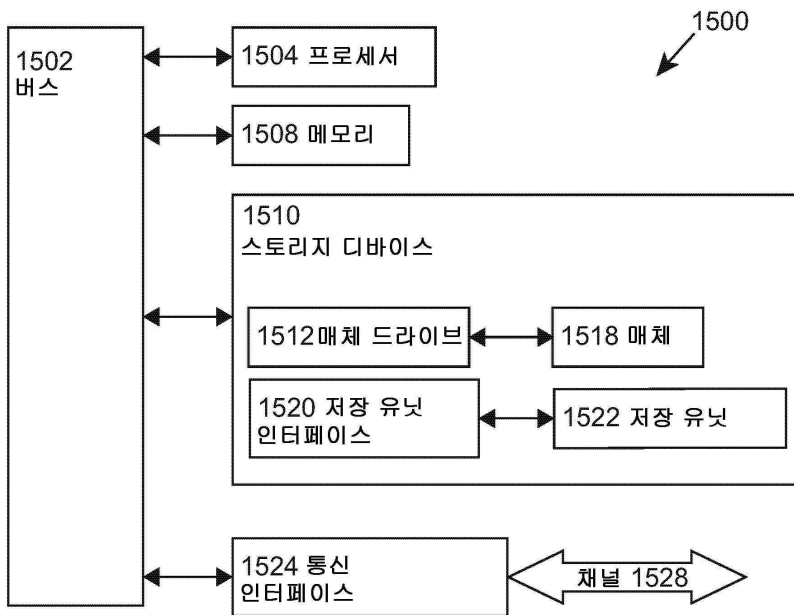 1500
1502
버스
1504 프로세서
1508 메모리
1510
스토리지 디바이스
1512매체 드라이브
1518 매체
1520 저장 유닛
인터페이스
1522 저장 유닛
1524 통신
인터페이스
채널 1528